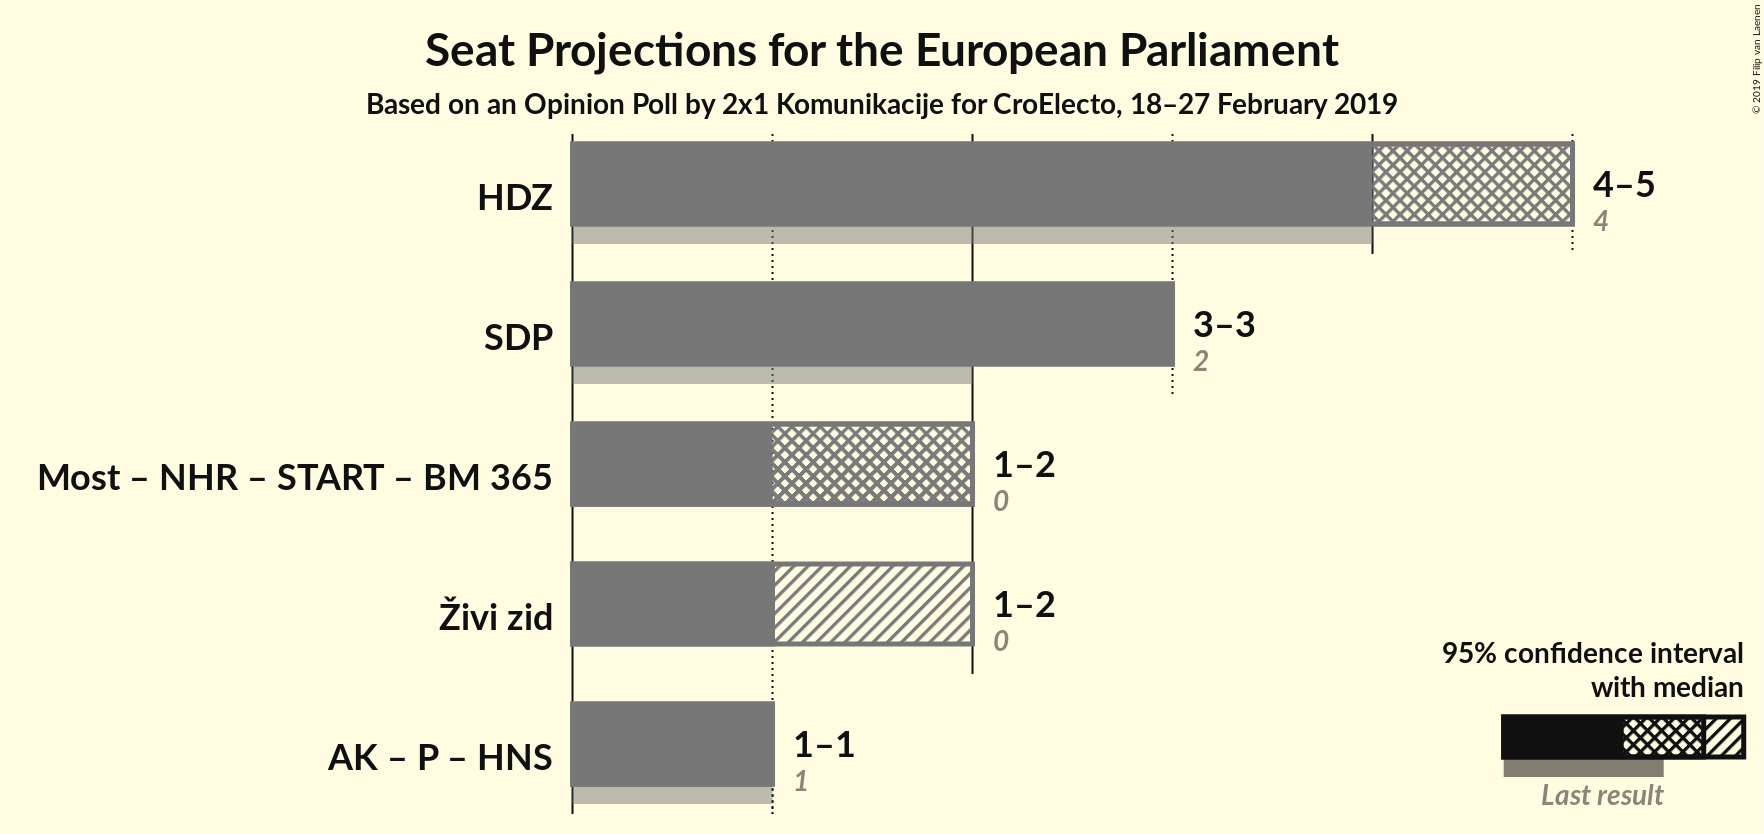 Seat Projections for the European Parliament
Based on an Opinion Poll by 2x1 Komunikacije for CroElecto, 18–27 February 2019
© 2019 Filip van Laenen
HDZ
4–5
4
SDP
3–3
2
Most – NHR – START – BM 365
1–2
0
Živi zid
1–2
0
AK – P – HNS
1–1
1
95% confidence interval
with median
Last result